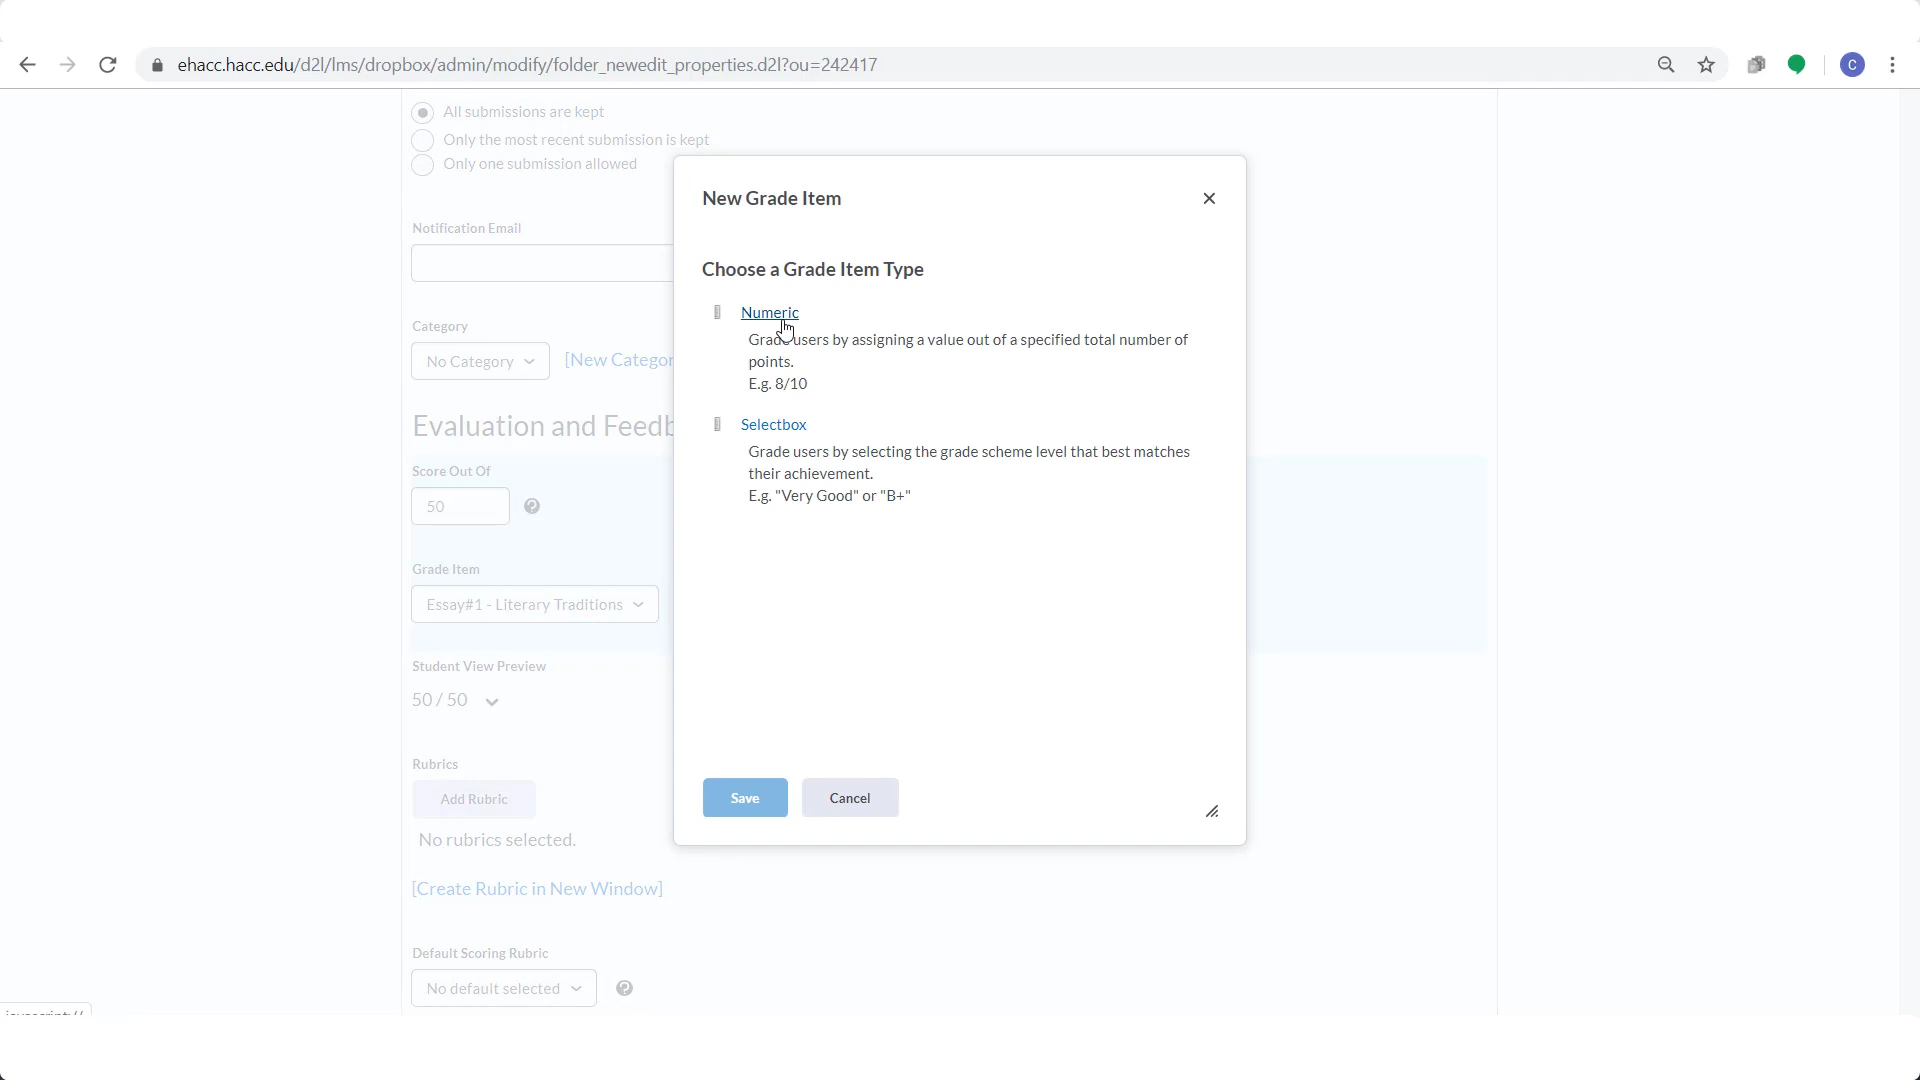 ehacc.hacc.edu/d2l/lms/dropbox/admin/modify/folder_newedit_properties.d2l?ou=242417
C
All submissions are kept
Only the most recent submission is kept
Only one submission allowed
Notification Email
Category
No Category
[New Categor
Evaluation and Feedb
Score Out Of
50
Grade Item
Essay#1 - Literary Traditions
Student View Preview
50 / 50
Rubrics
Add Rubric
No rubrics selected.
[Create Rubric in New Window]
Default Scoring Rubric
No default selected
New Grade Item
Choose a Grade Item Type
Numeric
Grade users by assigning a value out of a specified total number of
points.
E.g. 8/10
Selectbox
Grade users by selecting the grade scheme level that best matches
their achievement.
E.g. "Very Good" or "B+"
Save
Cancel